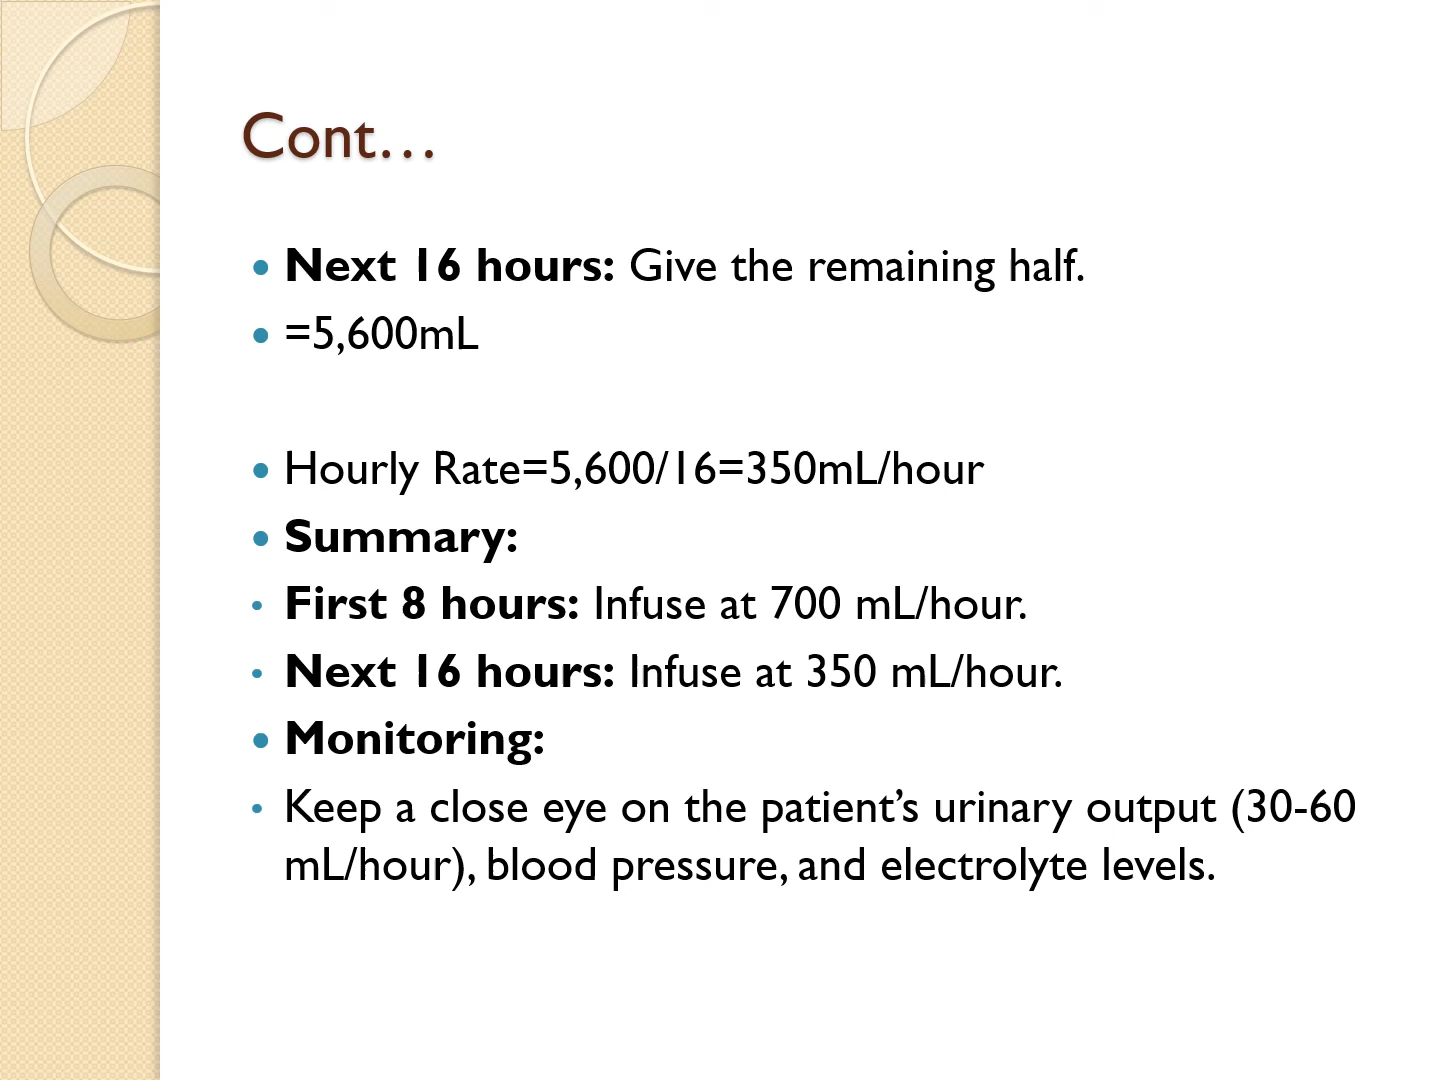 Cont…
Next 16 hours: Give the remaining half.
=5,600mL
Hourly Rate=5,600/16=350mL/hour
Summary:
First 8 hours: Infuse at 700 mL/hour.
Next 16 hours: Infuse at 350 mL/hour.
Monitoring:
Keep a close eye on the patient’s urinary output (30-60
mL/hour), blood pressure, and electrolyte levels.